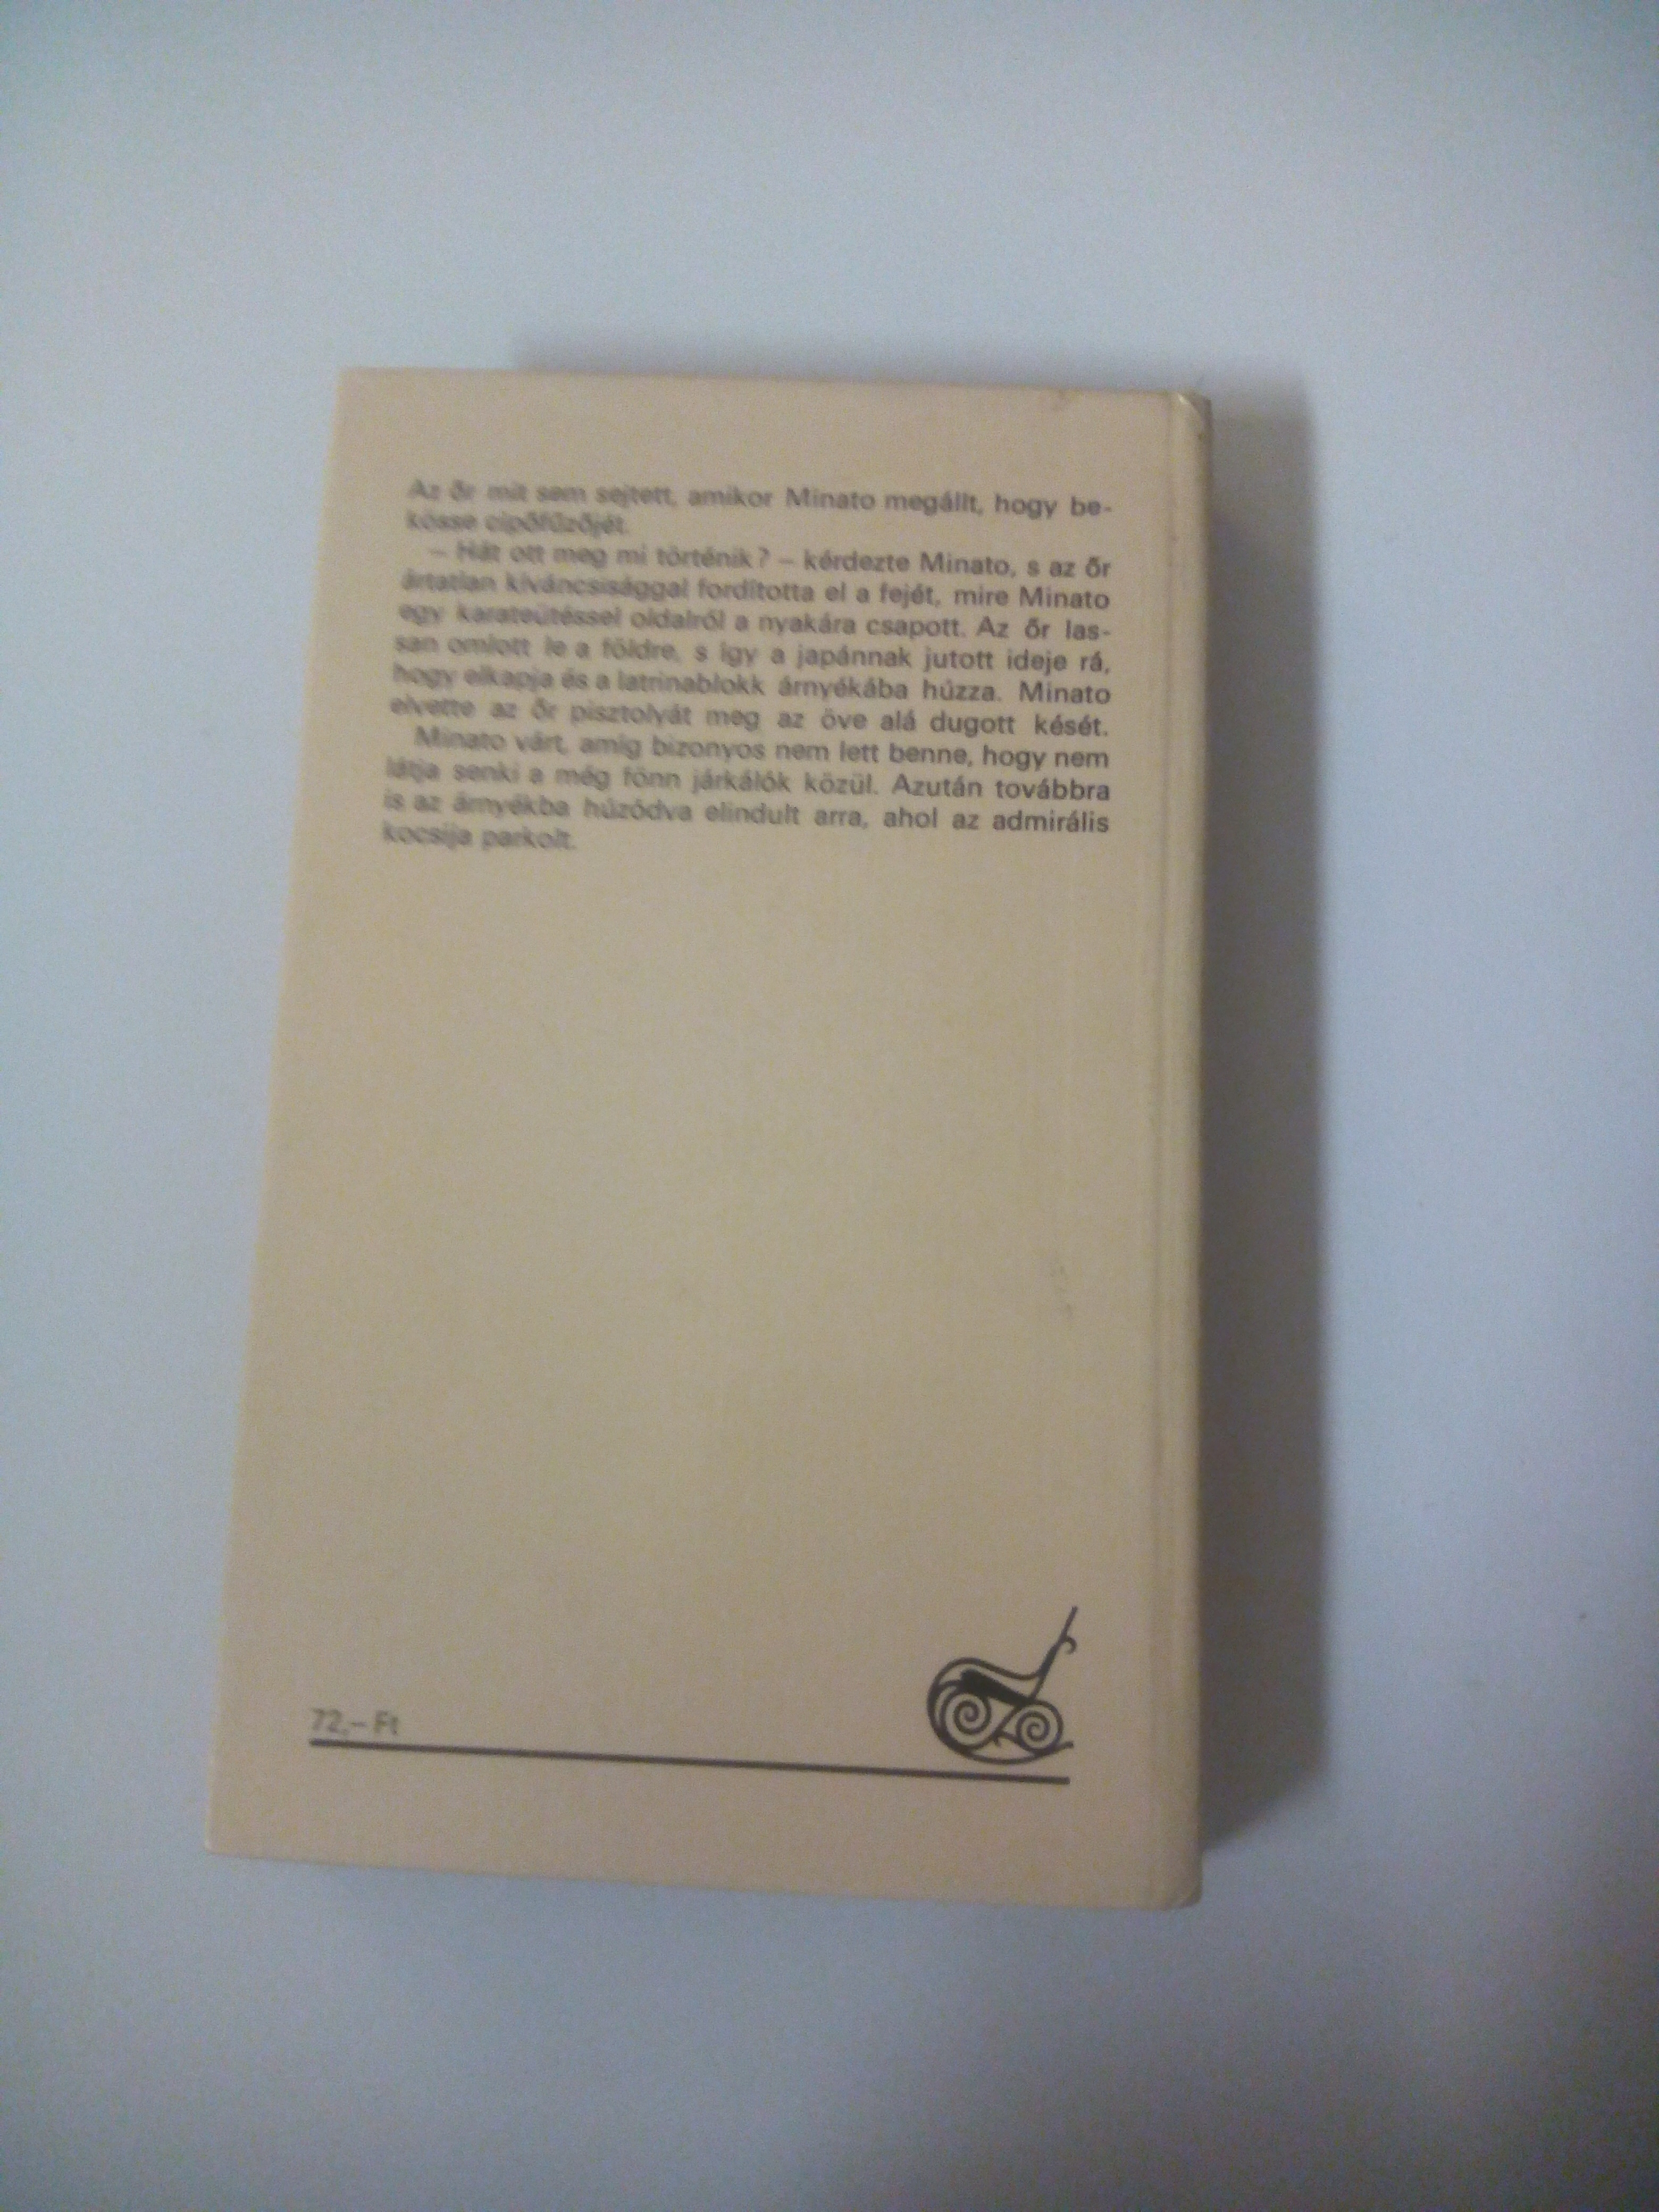 Az őr mit sem sejtett, amikor Minato megállt, hogy be-
kösse cipőfűzőjét.
– Hát ott meg mi történik? – kérdezte Minato, s az őr
ártatlan kíváncsisággal fordította el a fejét, mire Minato
egy karateütéssel oldalról a nyakára csapott. Az őr las-
san omlott le a földre, s így a japánnak jutott ideje rá,
hogy elkapja és a latrinablokk árnyékába húzza. Minato
elvette az őr pisztolyát meg az öve alá dugott kését.
Minato várt, amíg bizonyos nem lett benne, hogy nem
látja senki a még fönn járkálók közül. Azután továbbra
is az árnyékba húzódva elindult arra, ahol az admirális
kocsija parkolt.
72,– Ft